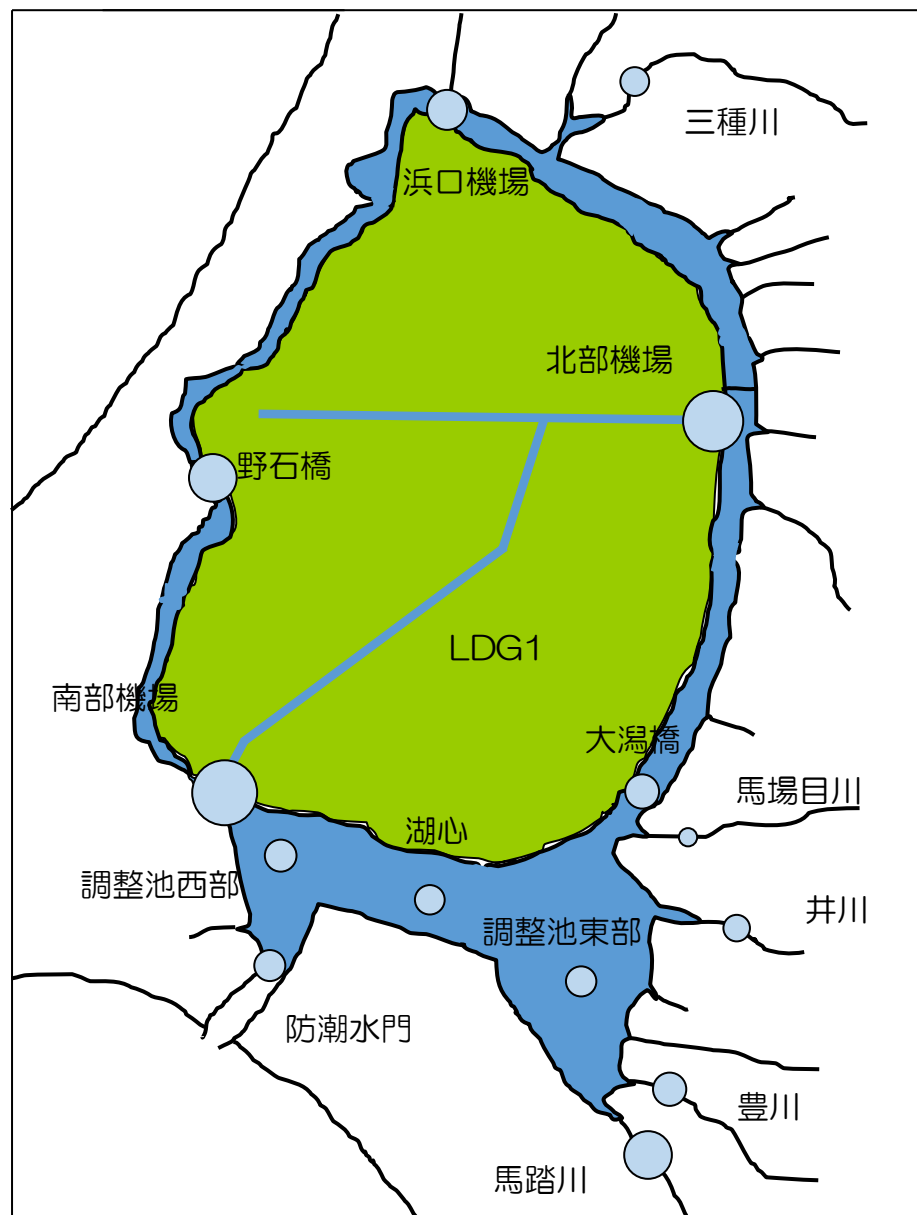 三種川
浜口機場
北部機場
野石橋
LDG1
南部機場
大潟橋
馬場目川
湖心
調整池西部
井川
調整池東部
防潮水門
豊川
馬踏川